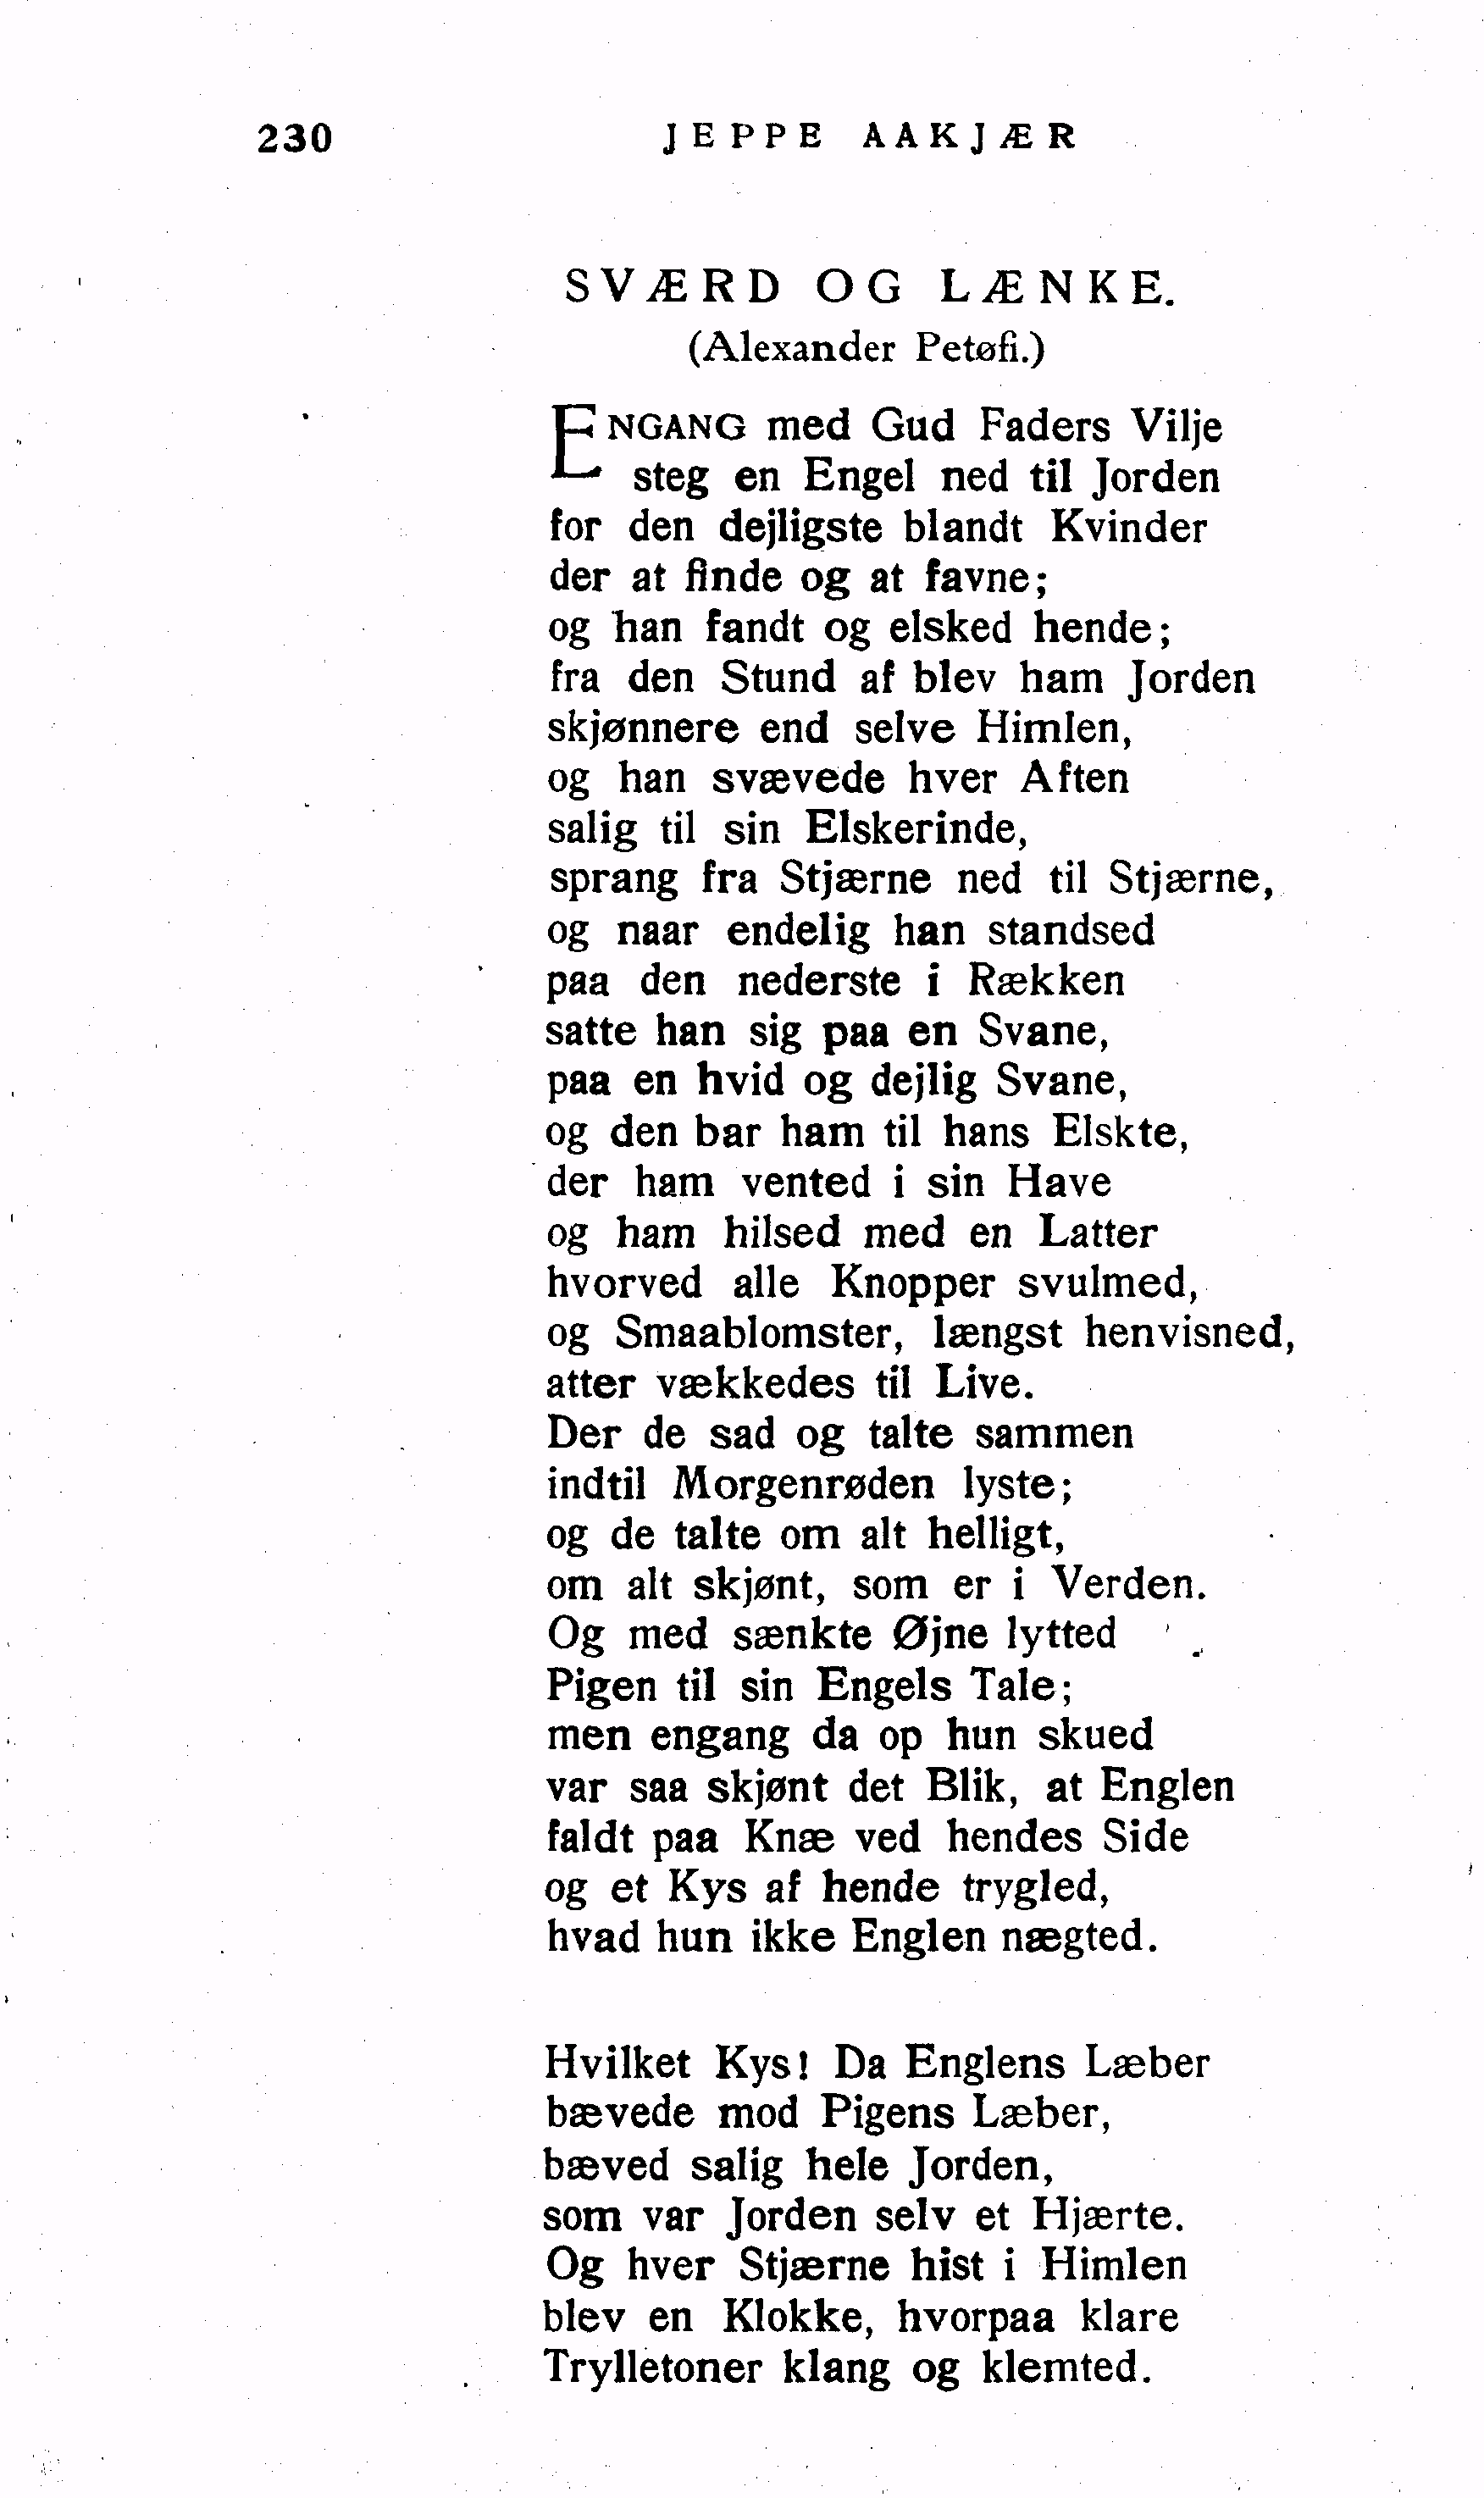 230 JEPPE AAKJÆR
SVÆRD OG LÆNKE.
(Alexander Petøfi.)
ENGANG med Gud Faders Vilje
steg en Engel ned til Jorden
for den dejligste blandt Kvinder
der at finde og at favne;
og han fandt og elsked hende;
fra den Stund af blev ham Jorden
skjønnere end selve Himlen,
og han svævede hver Aften
salig til sin Elskerinde,
sprang fra Stjærne ned til Stjærne,
og naar endelig han standsed
paa den nederste i Rækken
satte han sig paa en Svane,
paa en hvid og dejlig Svane,
og den bar ham til hans Elskte,
der ham vented i sin Have
og ham hilsed med en Latter
hvorved alle Knopper svulmed,
og Smaablomster, længst henvisned,
atter vækkedes til Live.
Der de sad og talte sammen
indtil Morgenrøden lyste;
og de talte om alt helligt,
om alt skjønt, som er i Verden.
Og med sænkte Øjne lytted
Pigen til sin Engels Tale;
men engang da op hun skued
var saa skjønt det Blik, at Englen
faldt paa Knæ ved hendes Side
og et Kys af hende trygled,
hvad hun ikke Englen nægted.
Hvilket Kys! Da Englens Læber
bævede mod Pigens Læber,
bæved salig hele Jorden,
som var Jorden selv et Hjærte.
Og hver Stjærne hist i Himlen
blev en Klokke, hvorpaa klare
Trylletoner klang og klemted.